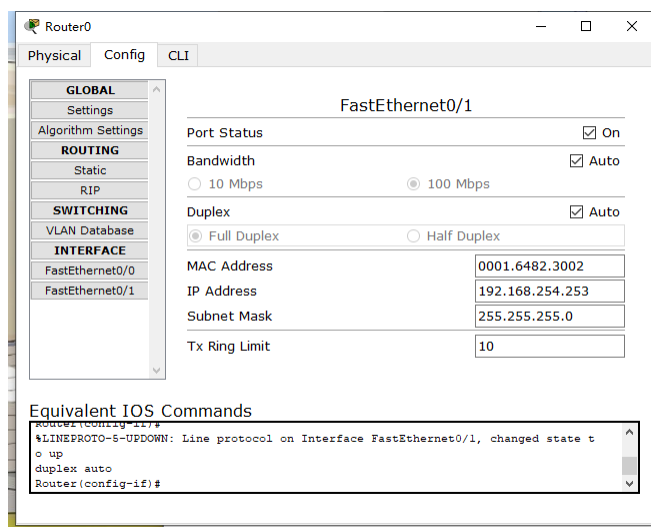 Router0
Physical Config CLI
GLOBAL
Settings
Algorithm Settings
ROUTING
Static
RIP
SWITCHING
VLAN Database
INTERFACE
FastEthernet0/0
FastEthernet0/1
FastEthernet0/1
Port Status On
Bandwidth Auto
10 Mbps 100 Mbps
Duplex Auto
Full Duplex Half Duplex
MAC Address 0001.6482.3002
IP Address 192.168.254.253
Subnet Mask 255.255.255.0
Tx Ring Limit 10
Equivalent IOS Commands
Router(config-if)#
%LINEPROTO-5-UPDOWN: Line protocol on Interface FastEthernet0/1, changed state t
o up
duplex auto
Router(config-if)#